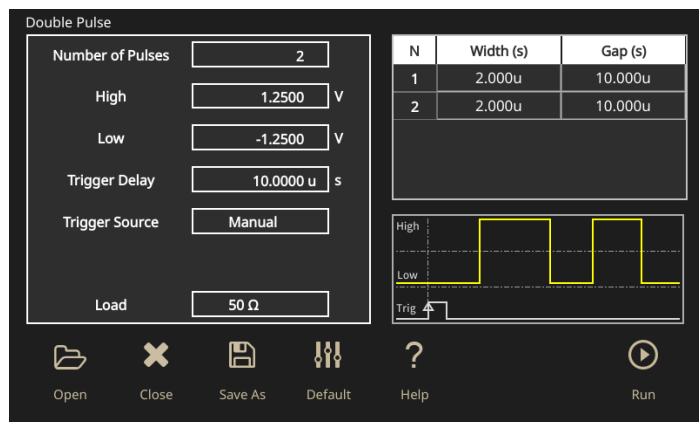 Double Pulse
Number of Pulses 2
High 1.2500 V
Low -1.2500 V
Trigger Delay 10.0000 u s
Trigger Source Manual
Load 50 Ω
N Width (s) Gap (s)
1 2.000u 10.000u
2 2.000u 10.000u
High
Low
Trig
Open Close Save As Default Help Run